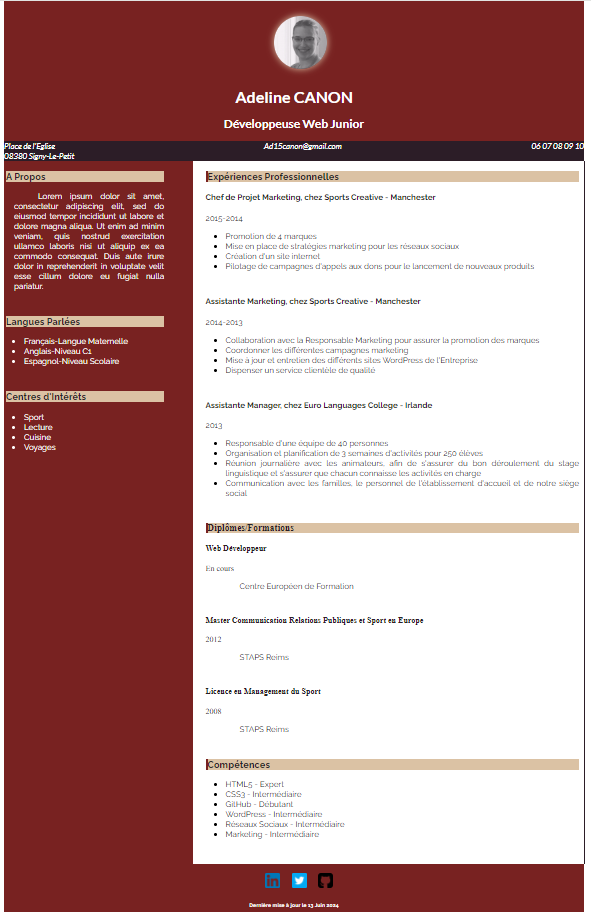 Adeline CANON
Développeuse Web Junior
Place de l'Eglise
08380 Signy-Le-Petit
Ad15canon@gmail.com
06 07 08 09 10
A Propos
Lorem ipsum dolor sit amet,
consectetur adipiscing elit, sed do
eiusmod tempor incididunt ut labore et
dolore magna aliqua. Ut enim ad minim
veniam, quis nostrud exercitation
ullamco laboris nisi ut aliquip ex ea
commodo consequat. Duis aute irure
dolor in reprehenderit in voluptate velit
esse cillum dolore eu fugiat nulla
pariatur.
Langues Parlées
Français-Langue Maternelle
Anglais-Niveau C1
Espagnol-Niveau Scolaire
Centres d'Intérêts
Sport
Lecture
Cuisine
Voyages
Expériences Professionnelles
Chef de Projet Marketing, chez Sports Creative - Manchester
2015-2014
Promotion de 4 marques
Mise en place de stratégies marketing pour les réseaux sociaux
Création d'un site internet
Pilotage de campagnes d'appels aux dons pour le lancement de nouveaux produits
Assistante Marketing, chez Sports Creative - Manchester
2014-2013
Collaboration avec la Responsable Marketing pour assurer la promotion des marques
Coordonner les différentes campagnes marketing
Mise à jour et entretien des différents sites WordPress de l'Entreprise
Dispenser un service clientèle de qualité
Assistante Manager, chez Euro Languages College - Irlande
2013
Responsable d'une équipe de 40 personnes
Organisation et planification de 3 semaines d'activités pour 250 élèves
Réunion journalière avec les animateurs, afin de s'assurer du bon déroulement du stage
linguistique et s'assurer que chacun connaisse les activités en charge
Communication avec les familles, le personnel de l'établissement d'accueil et de notre siège
social
Diplômes/Formations
Web Développeur
En cours
Centre Européen de Formation
Master Communication Relations Publiques et Sport en Europe
2012
STAPS Reims
Licence en Management du Sport
2008
STAPS Reims
Compétences
HTML5 - Expert
CSS3 - Intermédiaire
GitHub - Débutant
WordPress - Intermédiaire
Réseaux Sociaux - Intermédiaire
Marketing - Intermédiaire
in
Dernière mise à jour le 13 Juin 2024